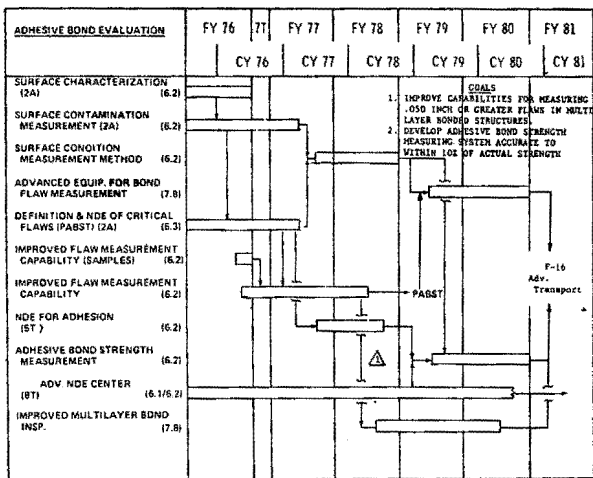 ADHESIVE BOND EVALUATION
FY 76 7T FY 77 FY 78 FY 79 FY 80 FY 81
CY 76 CY 77 CY 78 CY 79 CY 80 CY 81
GOALS
1. IMPROVE CAPABILITIES FOR MEASURING
.050 INCH OR GREATER FLAWS IN MULTI
LAYER BONDED STRUCTURES.
2. DEVELOP ADHESIVE BOND STRENGTH
MEASURING SYSTEM ACCURATE TO
WITHIN 10% OF ACTUAL STRENGTH
SURFACE CHARACTERIZATION
(2A) (6.2)
SURFACE CONTAMINATION
MEASUREMENT (2A) (6.2)
SURFACE CONDITION
MEASUREMENT METHOD (6.2)
ADVANCED EQUIP. FOR BOND
FLAW MEASUREMENT (7.8)
DEFINITION & NDE OF CRITICAL
FLAWS (PABST) (2A) (6.3)
IMPROVED FLAW MEASUREMENT
CAPABILITY (SAMPLES) (6.2)
IMPROVED FLAW MEASUREMENT
CAPABILITY (6.2)
PABST
F-16
Adv.
Transport
NDE FOR ADHESION
(5T) (6.2)
ADHESIVE BOND STRENGTH
MEASUREMENT (6.2)
1
ADV. NDE CENTER
(8T) (6.1/6.2)
IMPROVED MULTILAYER BOND
INSP. (7.8)